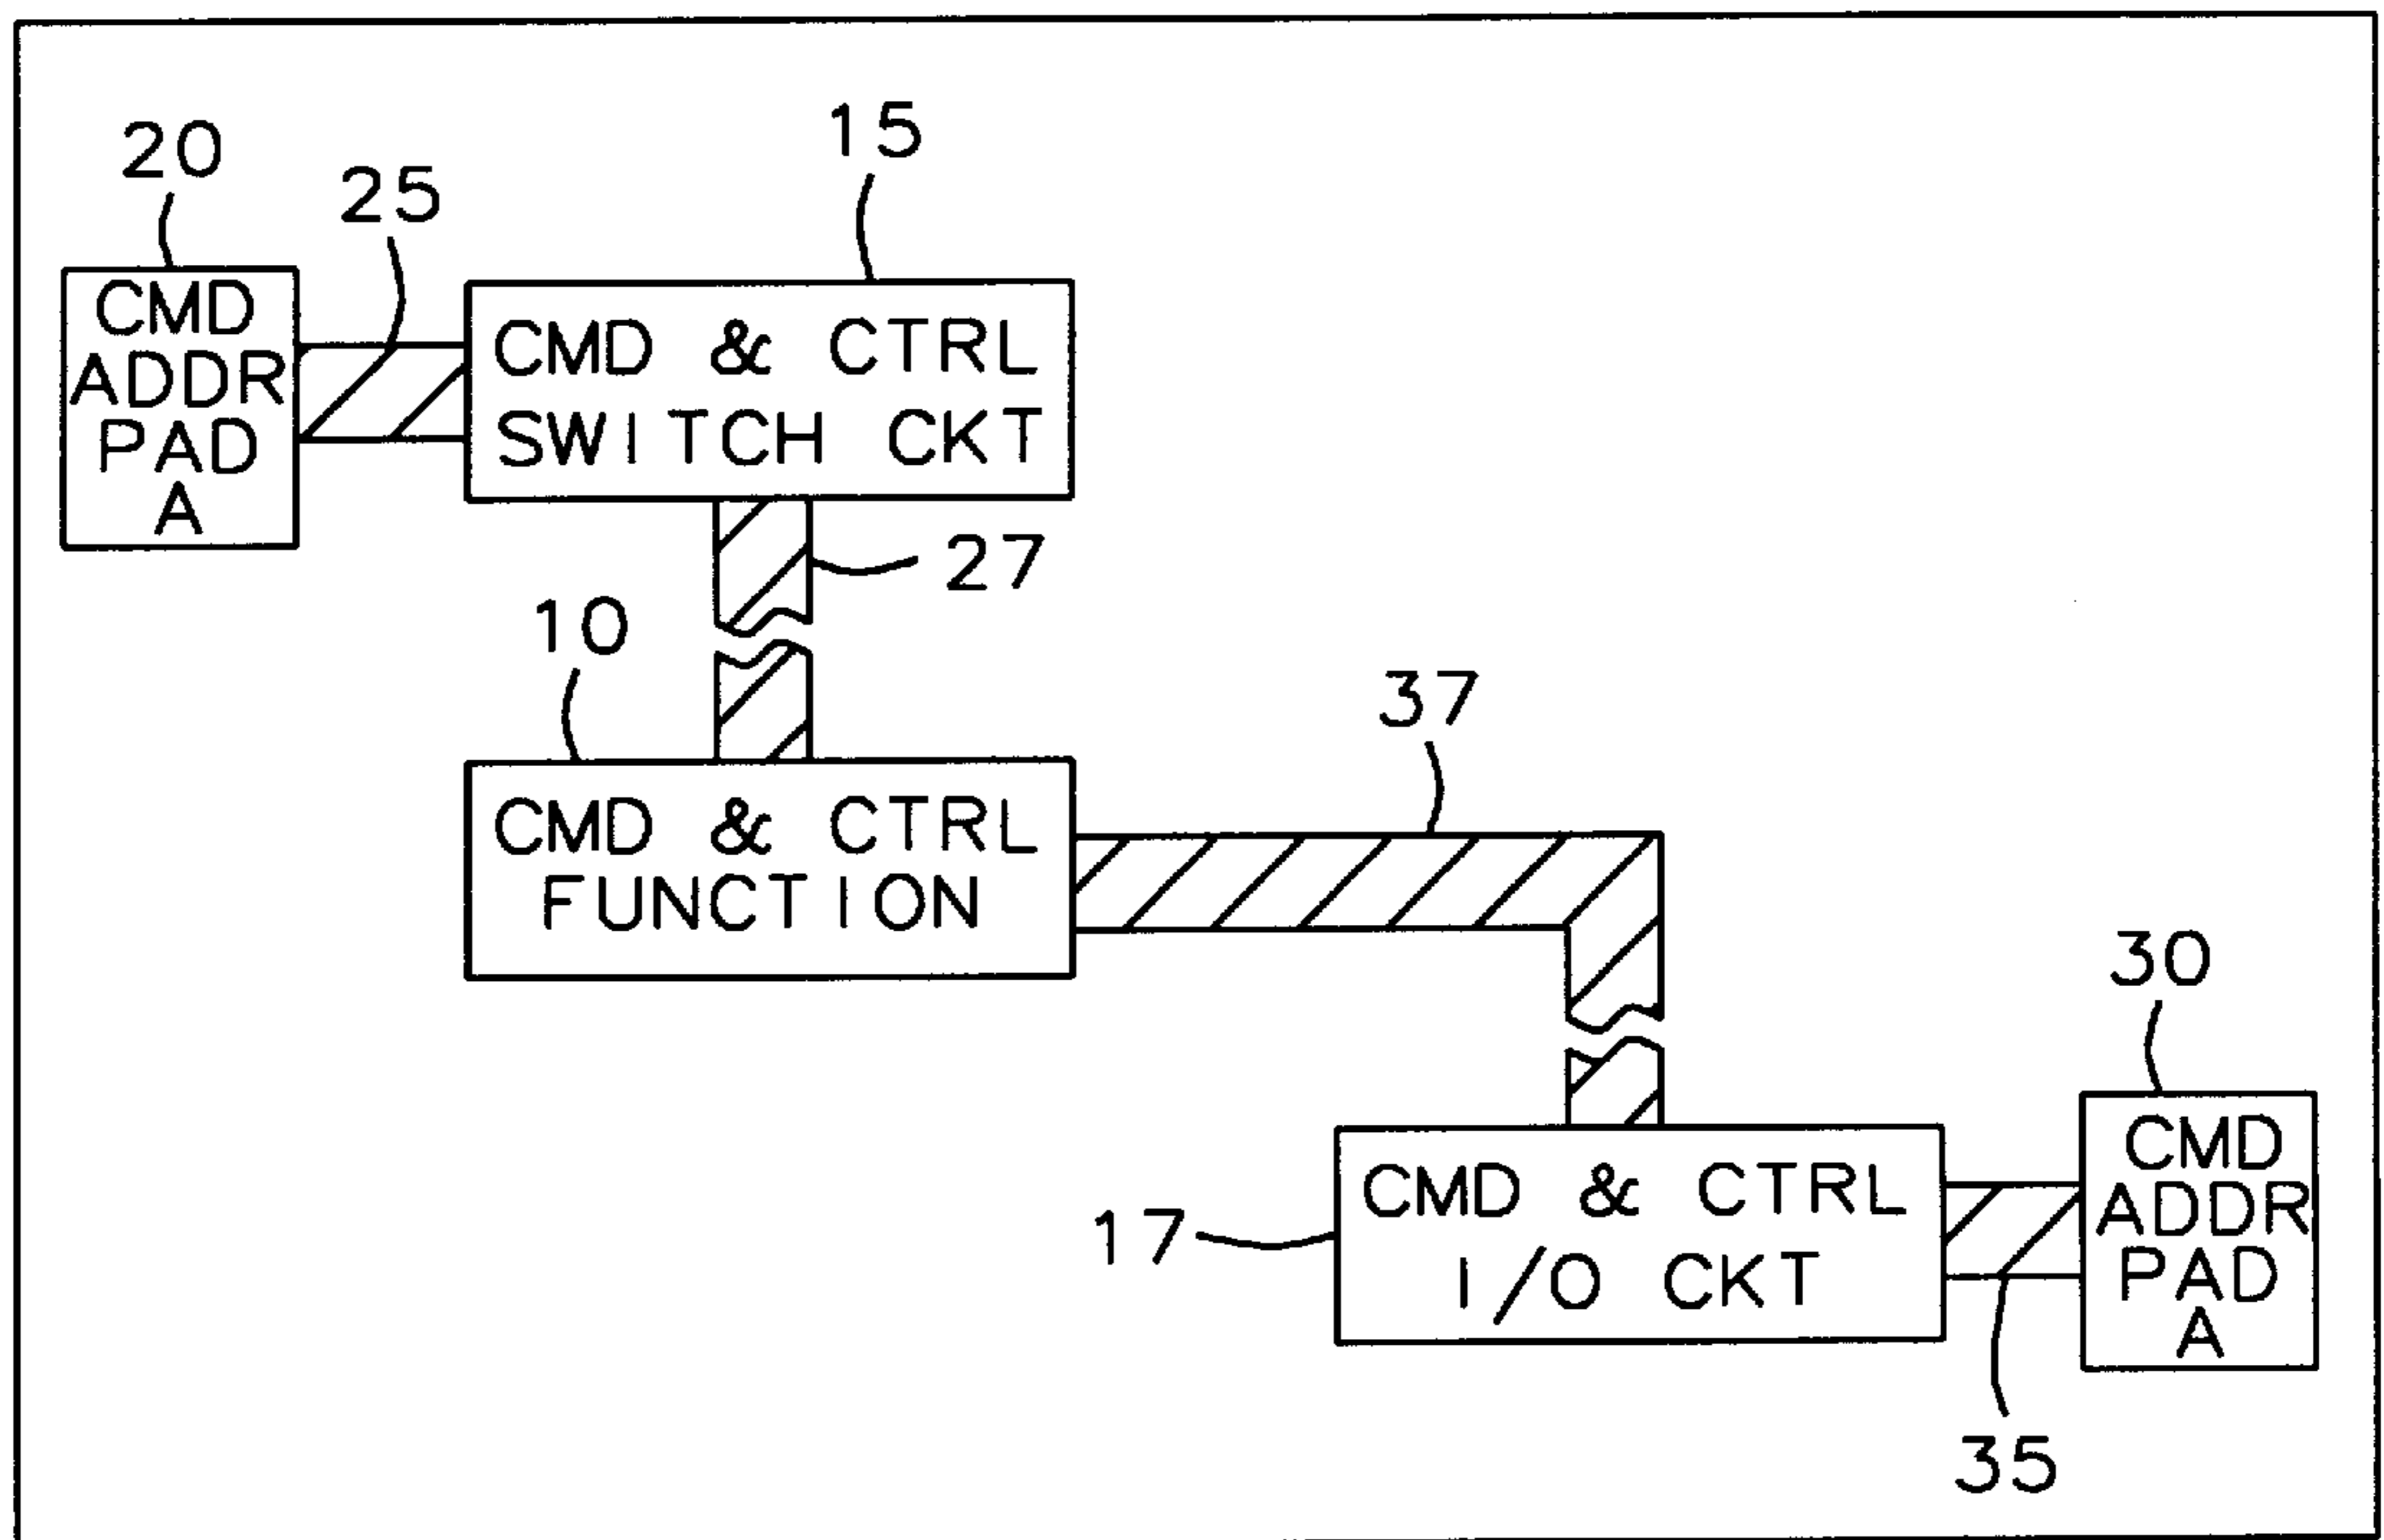 15
20
25
CMD
ADDR
PAD
A
CMD & CTRL
SWITCH CKT
27
10
37
CMD & CTRL
FUNCTION
30
17
CMD & CTRL
I/O CKT
CMD
ADDR
PAD
A
35